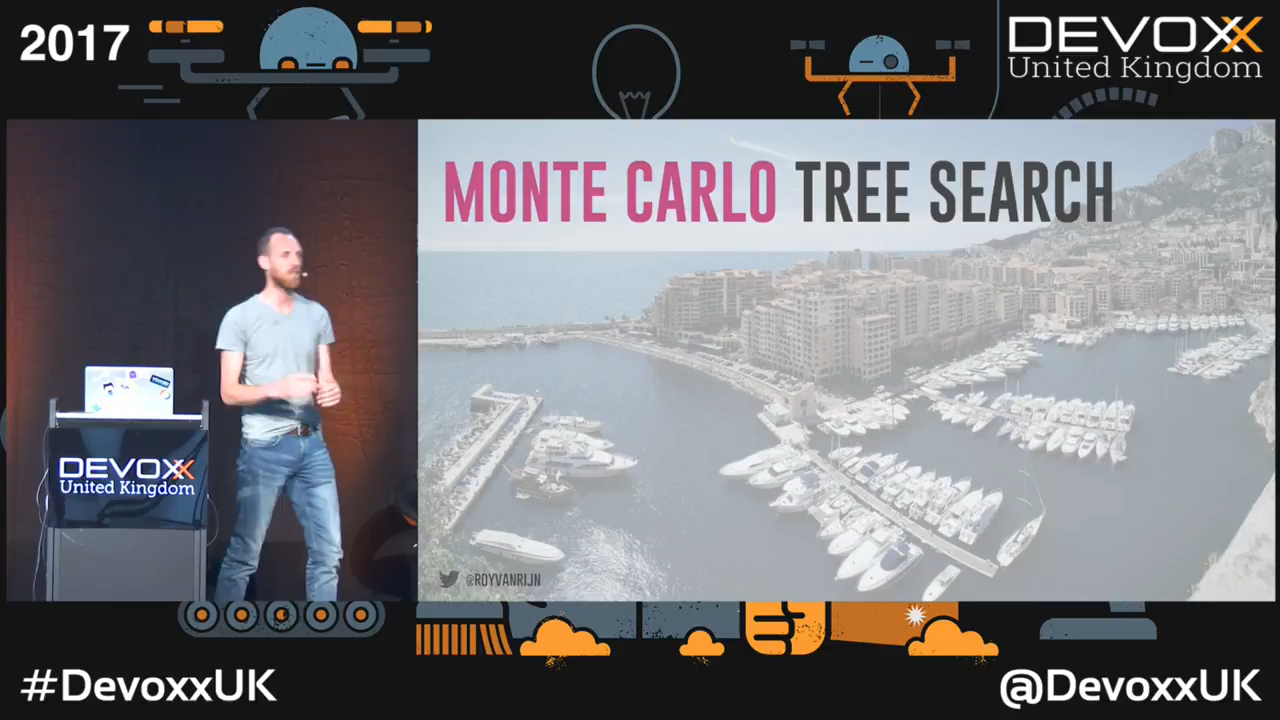 2017
DEVOXX
United Kingdom
MONTE CARLO TREE SEARCH
DEVOXX
United Kingdom
@ROYVANRIJN
#DevoxxUK
@DevoxxUK